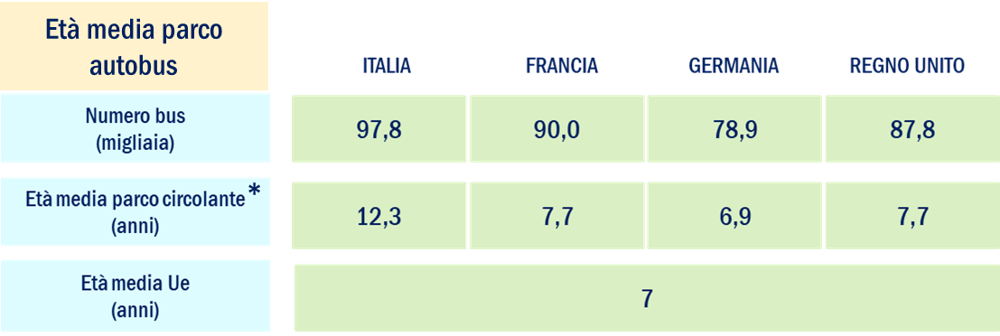 Età media parco
autobus
ITALIA FRANCIA GERMANIA REGNO UNITO
Numero bus
(migliaia)
97,8 90,0 78,9 87,8
Età media parco circolante*
(anni)
12,3 7,7 6,9 7,7
Età media Ue
(anni)
7